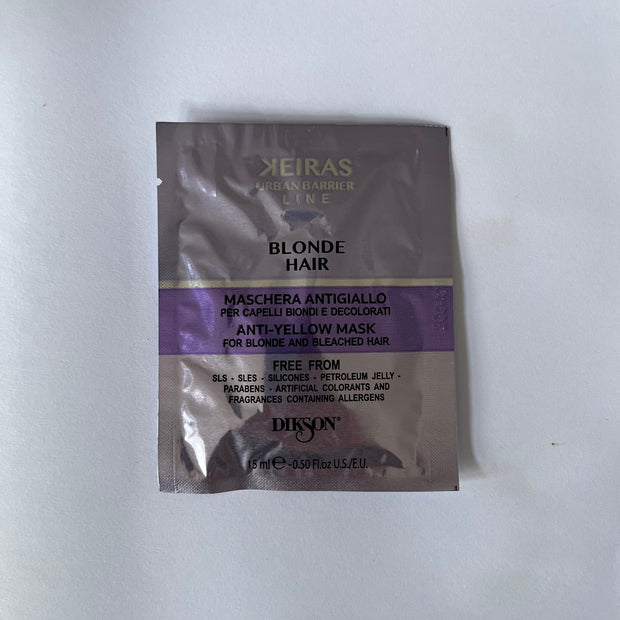 KEIRAS
URBAN BARRIER
LINE
BLONDE
HAIR
MASCHERA ANTIGIALLO
PER CAPELLI BIONDI E DECOLORATI
ANTI-YELLOW MASK
FOR BLONDE AND BLEACHED HAIR
FREE FROM
SLS - SLES - SILICONES - PETROLEUM JELLY -
PARABENS - ARTIFICIAL COLORANTS AND
FRAGRANCES CONTAINING ALLERGENS
DIKSON
15 ml ℮ -0.50 Fl.oz U.S./E.U.